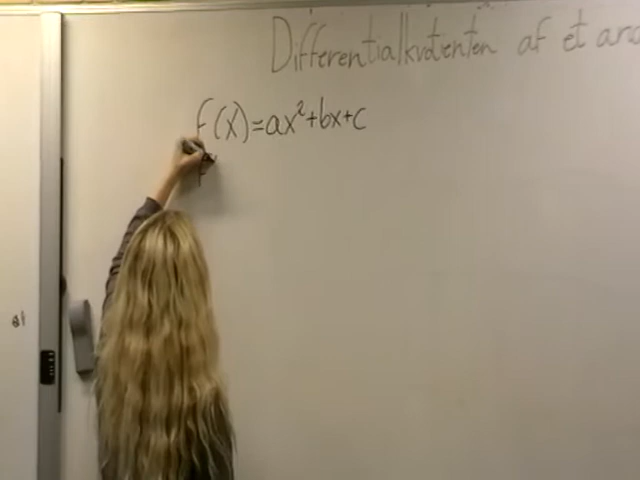 Differentialkvotienten af et
f(x)=ax²+bx+c